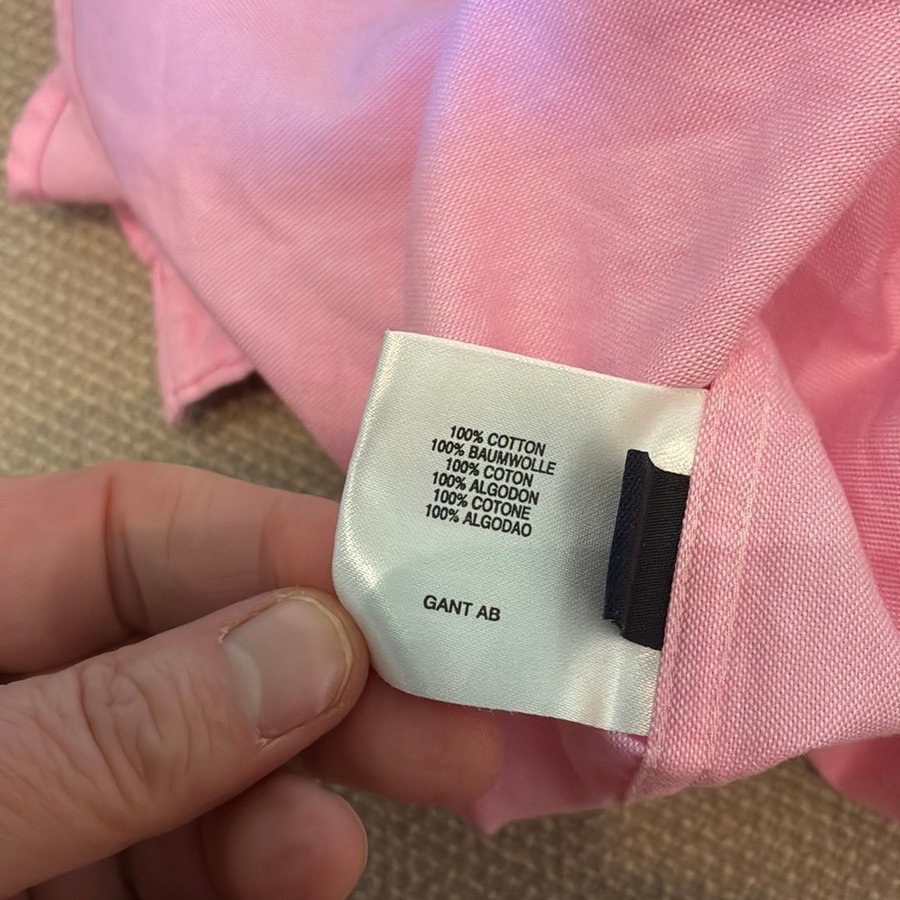 100% COTTON
100% BAUMWOLLE
100% COTON
100% ALGODON
100% COTONE
100% ALGODAO
GANT AB